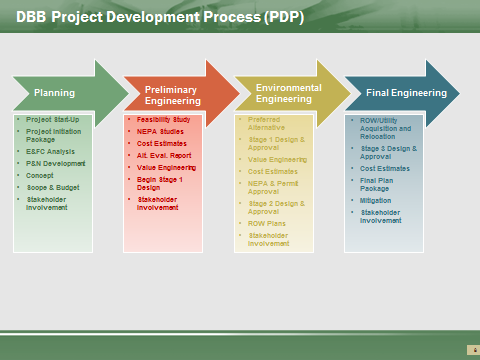 DBB Project Development Process (PDP)
Planning
Project Start-Up
Project Initiation
Package
E&FC Analysis
P&N Development
Concept
Scope & Budget
Stakeholder
Involvement
Preliminary
Engineering
Feasibility Study
NEPA Studies
Cost Estimates
Alt. Eval. Report
Value Engineering
Begin Stage 1
Design
Stakeholder
Involvement
Environmental
Engineering
Preferred
Alternative
Stage 1 Design &
Approval
Value Engineering
Cost Estimates
NEPA & Permit
Approval
Stage 2 Design &
Approval
ROW Plans
Stakeholder
Involvement
Final Engineering
ROW/Utility
Acquisition and
Relocation
Stage 3 Design &
Approval
Cost Estimates
Final Plan
Package
Mitigation
Stakeholder
Involvement